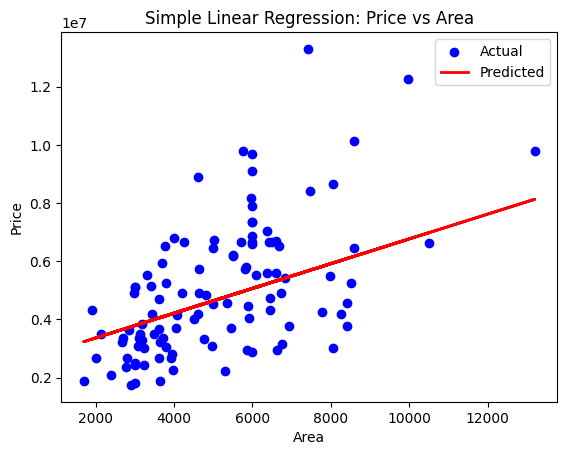 Simple Linear Regression: Price vs Area
1e7
Actual
Predicted
1.2
1.0
0.8
0.6
0.4
0.2
Price
2000 4000 6000 8000 10000 12000
Area